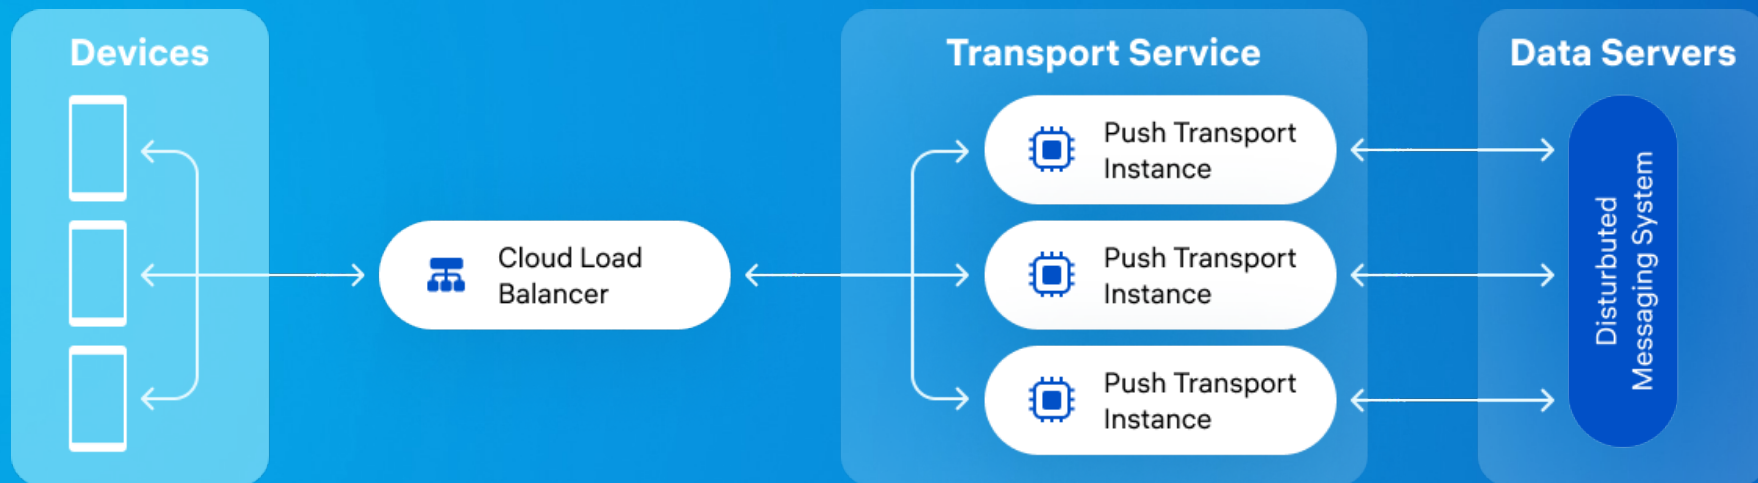 Devices
Cloud Load
Balancer
Transport Service
Push Transport
Instance
Push Transport
Instance
Push Transport
Instance
Data Servers
Disturbuted
Messaging System